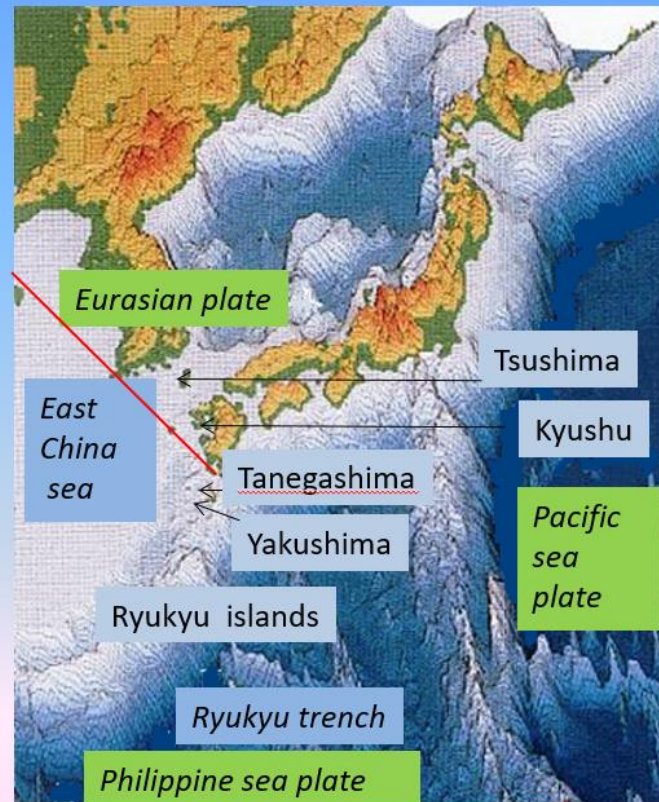 Eurasian plate
Tsushima
East
China
sea
Kyushu
Tanegashima
Yakushima
Pacific
sea
plate
Ryukyu islands
Ryukyu trench
Philippine sea plate